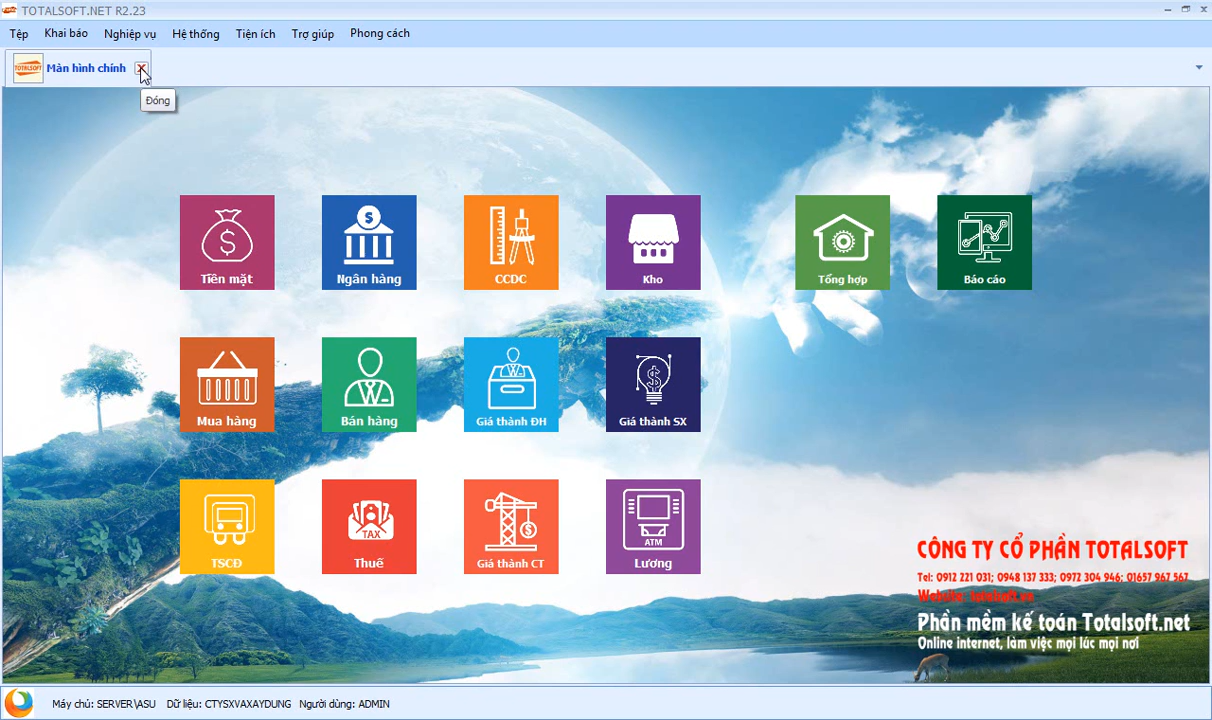 TOTALSOFT.NET R2.23
Tệp Khai báo Nghiệp vụ Hệ thống Tiện ích Trợ giúp Phong cách
TOTALSOFT Màn hình chính
Đóng
$ $
Tiền mặt Ngân hàng CCDC Kho Tổng hợp Báo cáo
$
Mua hàng Bán hàng Giá thành ĐH Giá thành SX
TAX $ ATM
TSCĐ Thuế Giá thành CT Lương
CÔNG TY CỔ PHẦN TOTALSOFT
Tel: 0912 221 031; 0948 137 333; 0972 304 946; 01657 967 567
Website: totalsoft.vn
Phần mềm kế toán Totalsoft.net
Online internet, làm việc mọi lúc mọi nơi
Máy chủ: SERVER\ASU Dữ liệu: CTYSXVAXAYDUNG Người dùng: ADMIN